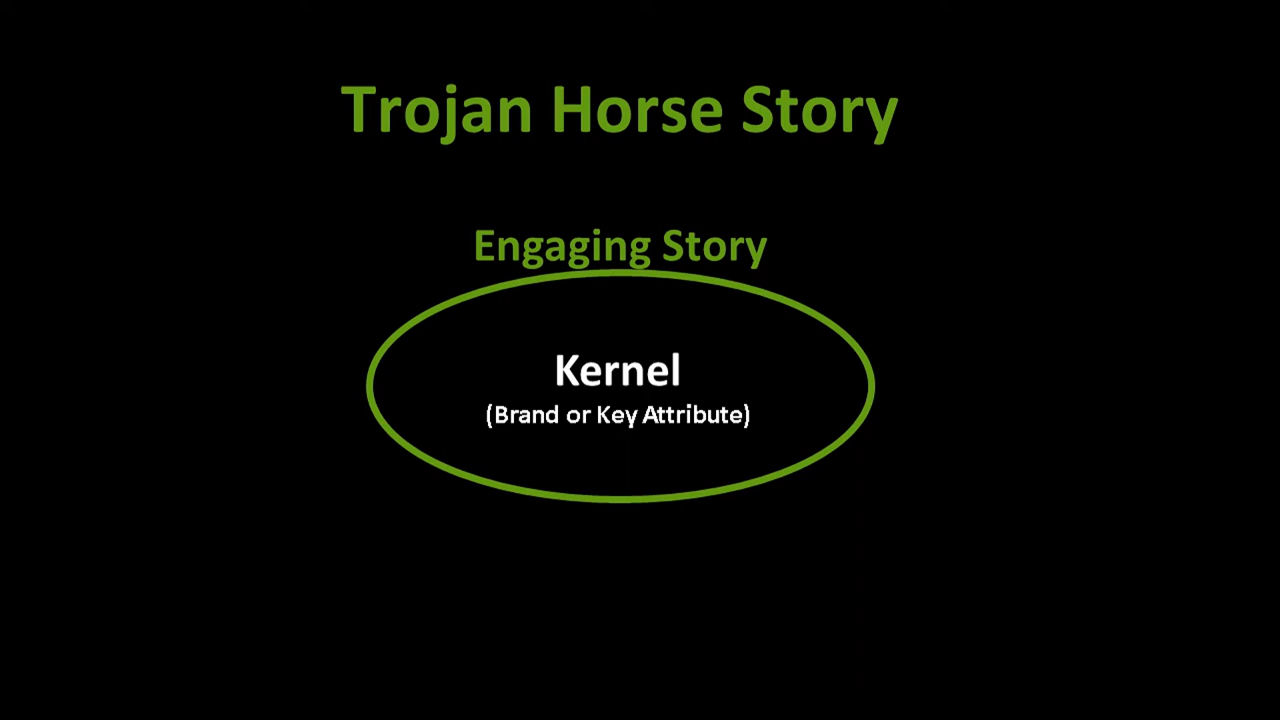 Trojan Horse Story
Engaging Story
Kernel
(Brand or Key Attribute)